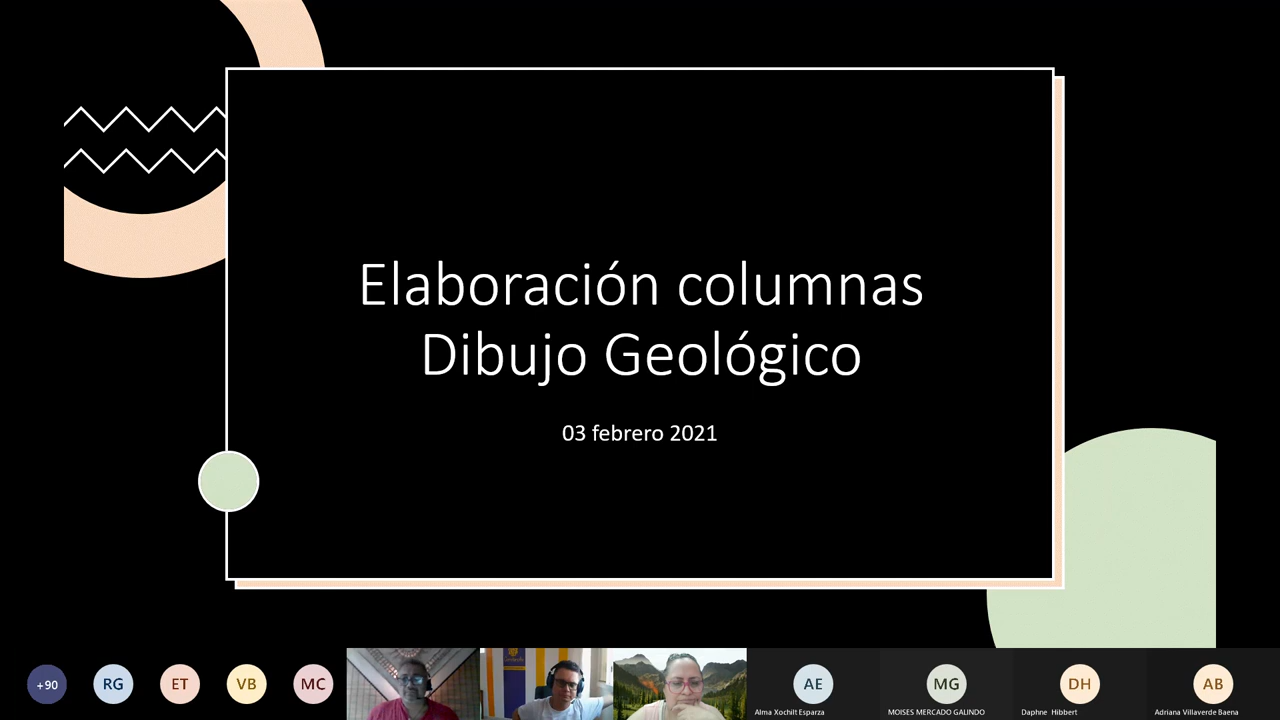 Elaboración columnas
Dibujo Geológico
03 febrero 2021
+90
RG
ET
VB
MC
AE
MG
DH
AB
Alma Xochilt Esparza
MOISES MERCADO GALINDO
Daphne Hibbert
Adriana Villaverde Baena